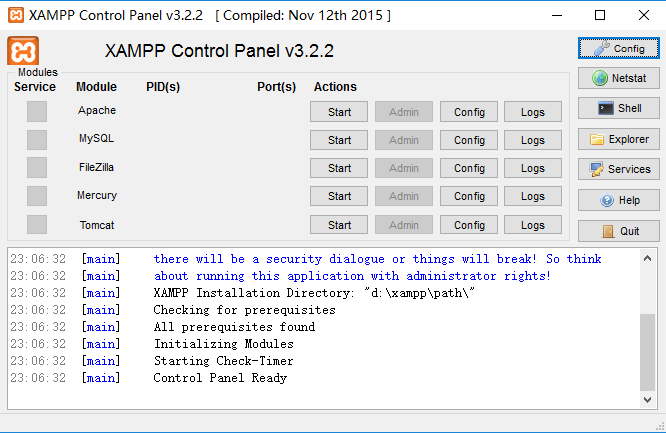 XAMPP Control Panel v3.2.2 [ Compiled: Nov 12th 2015 ]
XAMPP Control Panel v3.2.2
Config
Modules
Service Module PID(s) Port(s) Actions
Netstat
Apache Start Admin Config Logs
Shell
MySQL Start Admin Config Logs
Explorer
FileZilla Start Admin Config Logs
Services
Mercury Start Admin Config Logs
Help
Tomcat Start Admin Config Logs
Quit
23:06:32 [main] there will be a security dialogue or things will break! So think
23:06:32 [main] about running this application with administrator rights!
23:06:32 [main] XAMPP Installation Directory: "d:\xampp\path\"
23:06:32 [main] Checking for prerequisites
23:06:32 [main] All prerequisites found
23:06:32 [main] Initializing Modules
23:06:32 [main] Starting Check-Timer
23:06:32 [main] Control Panel Ready